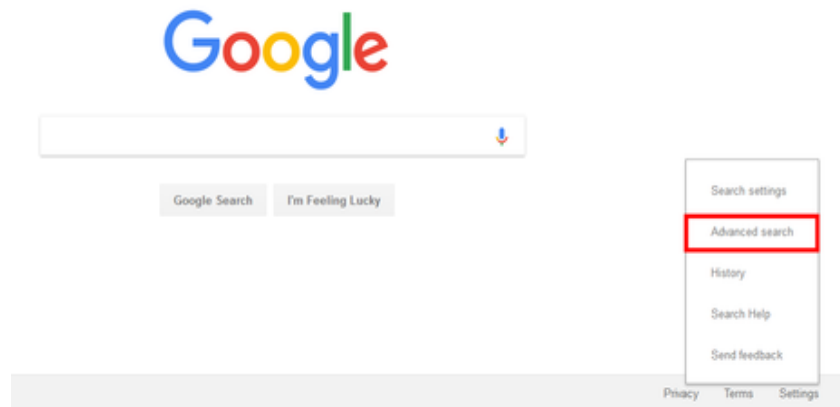 Google
Google Search
I'm Feeling Lucky
Search settings
Advanced search
History
Search Help
Send feedback
Privacy
Terms
Settings